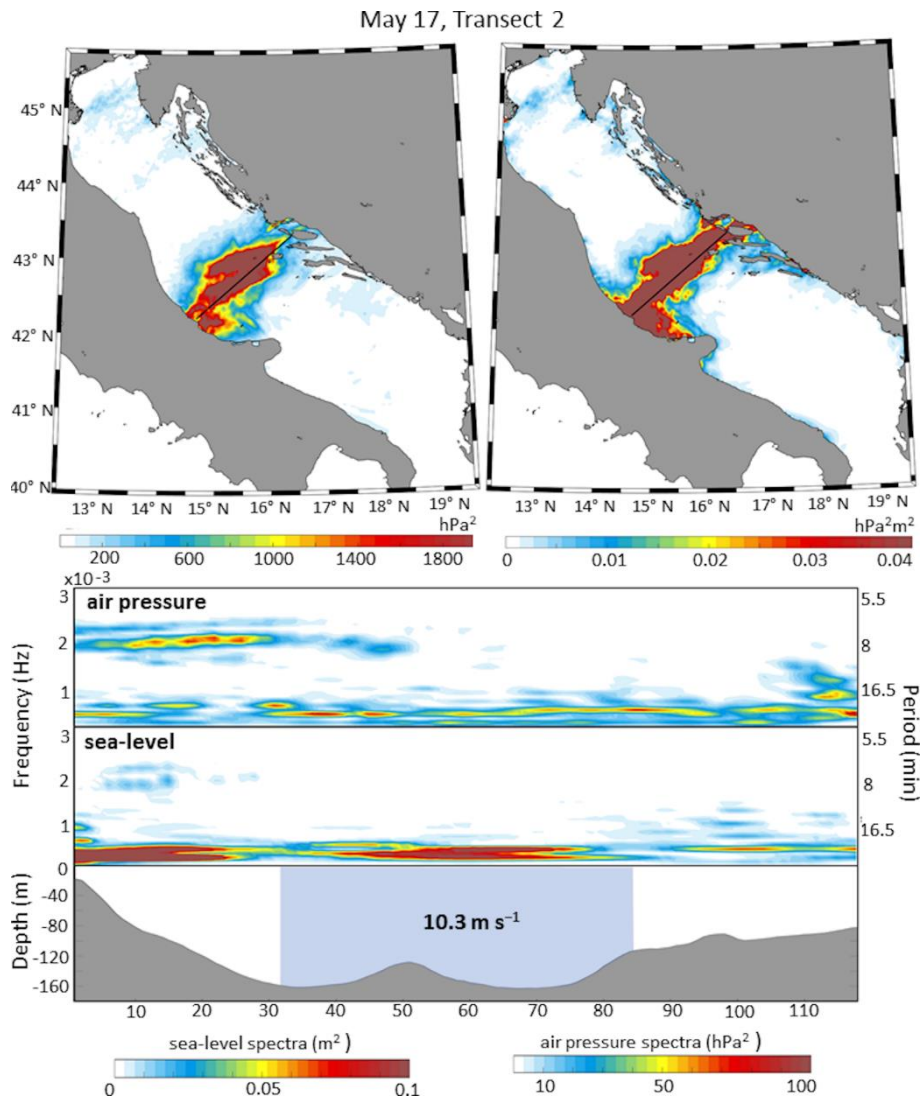 May 17, Transect 2
45° N
44° N
43° N
42° N
41° N
40° N
13° N 14° N 15° N 16° N 17° N 18° N 19° N
13° N 14° N 15° N 16° N 17° N 18° N 19° N
hPa² hPa²m²
200 600 1000 1400 1800
0 0.01 0.02 0.03 0.04
x10⁻³
air pressure
3 2 1
5.5 8 16.5
Frequency (Hz)
Period (min)
sea-level
3 2 1 0
5.5 8 16.5
Depth (m)
0 -40 -80 -120 -160
10.3 m s⁻¹
10 20 30 40 50 60 70 80 90 100 110
sea-level spectra (m²) air pressure spectra (hPa²)
0 0.05 0.1 10 50 100